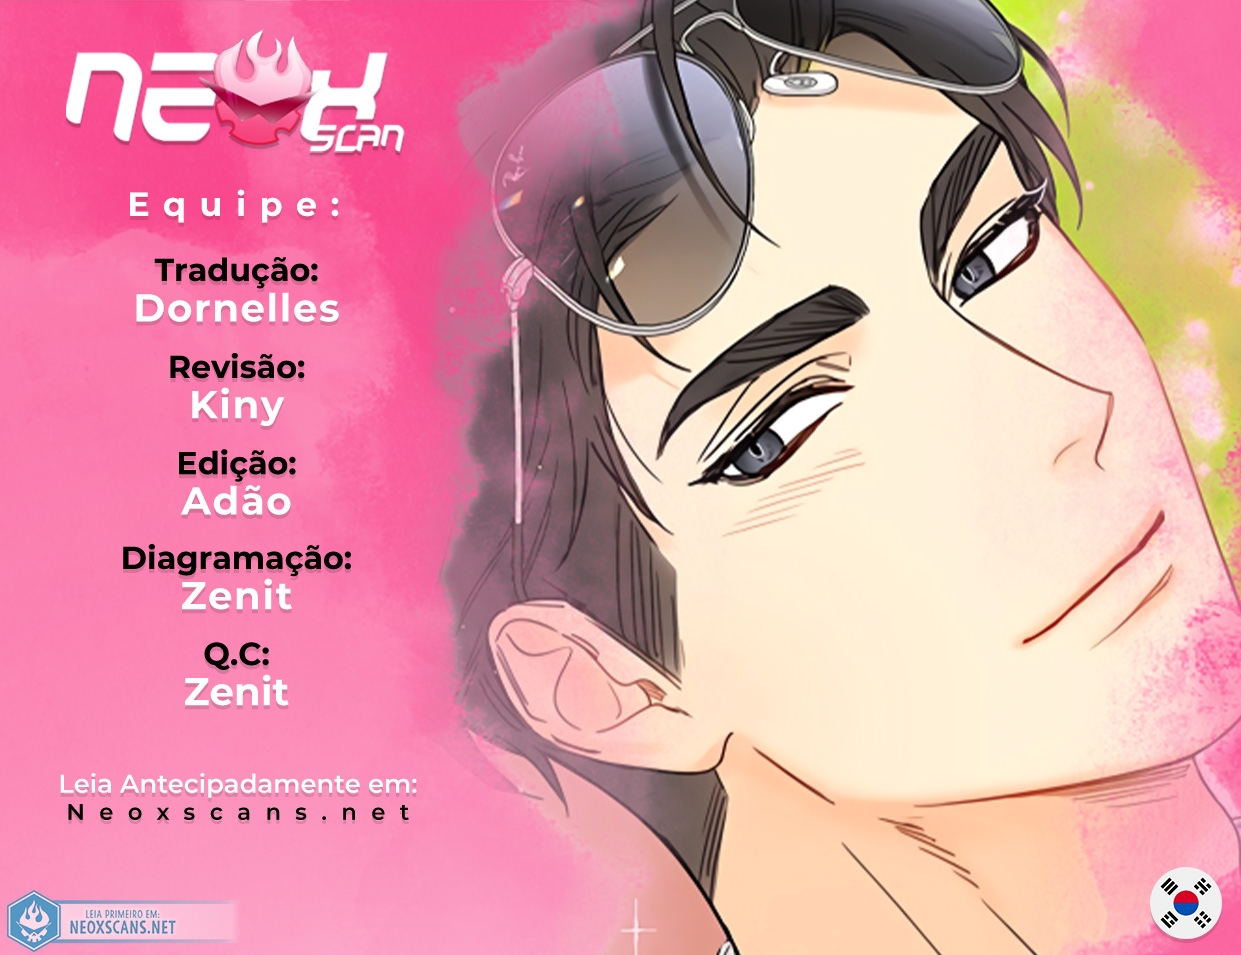 NEOX
SCAN
Equipe:
Tradução:
Dornelles
Revisão:
Kiny
Edição:
Adão
Diagramação:
Zenit
Q.C:
Zenit
Leia Antecipadamente em:
Neoxscans.net
LEIA PRIMEIRO EM:
NEOXSCANS.NET